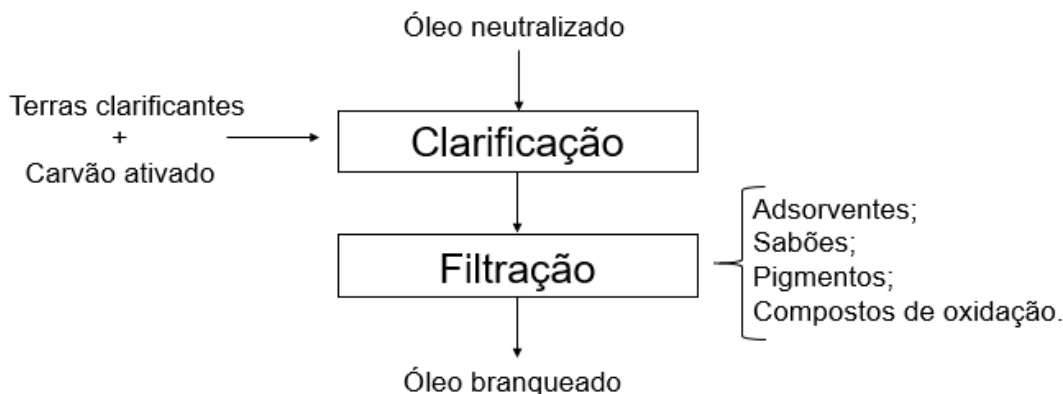 Óleo neutralizado
Terras clarificantes
+
Carvão ativado
Clarificação
Filtração
Adsorventes;
Sabões;
Pigmentos;
Compostos de oxidação.
Óleo branqueado